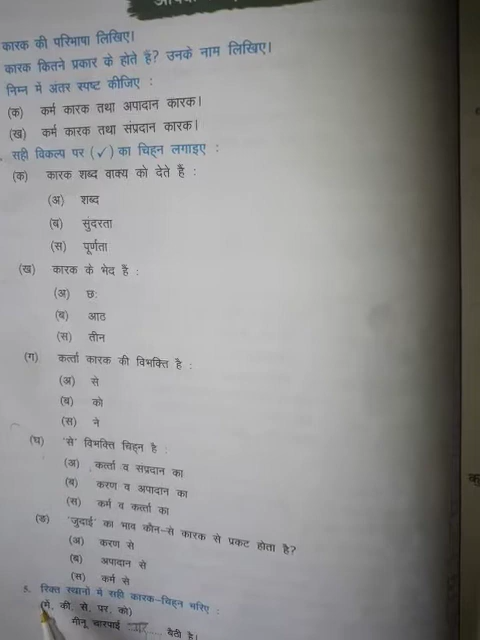 कारक की परिभाषा लिखिए।
कारक कितने प्रकार के होते हैं? उनके नाम लिखिए।
निम्न में अंतर स्पष्ट कीजिए :
(क) कर्म कारक तथा अपादान कारक।
(ख) कर्म कारक तथा संप्रदान कारक।
सही विकल्प पर (✓) का चिह्न लगाइए :
(क) कारक शब्द वाक्य को देते हैं :
(अ) शब्द
(ब) सुंदरता
(स) पूर्णता
(ख) कारक के भेद हैं :
(अ) छः
(ब) आठ
(स) तीन
(ग) कर्त्ता कारक की विभक्ति है :
(अ) से
(ब) को
(स) ने
(घ) 'से' विभक्ति चिह्न है :
(अ) कर्त्ता व संप्रदान का
(ब) करण व अपादान का
(स) कर्म व कर्त्ता का
(ङ) 'जुदाई' का भाव कौन-से कारक से प्रकट होता है?
(अ) करण से
(ब) अपादान से
(स) कर्म से
5. रिक्त स्थानों में सही कारक-चिह्न भरिए :
(में, की, से, पर, को)
मीनू चारपाई ..... बैठी है।